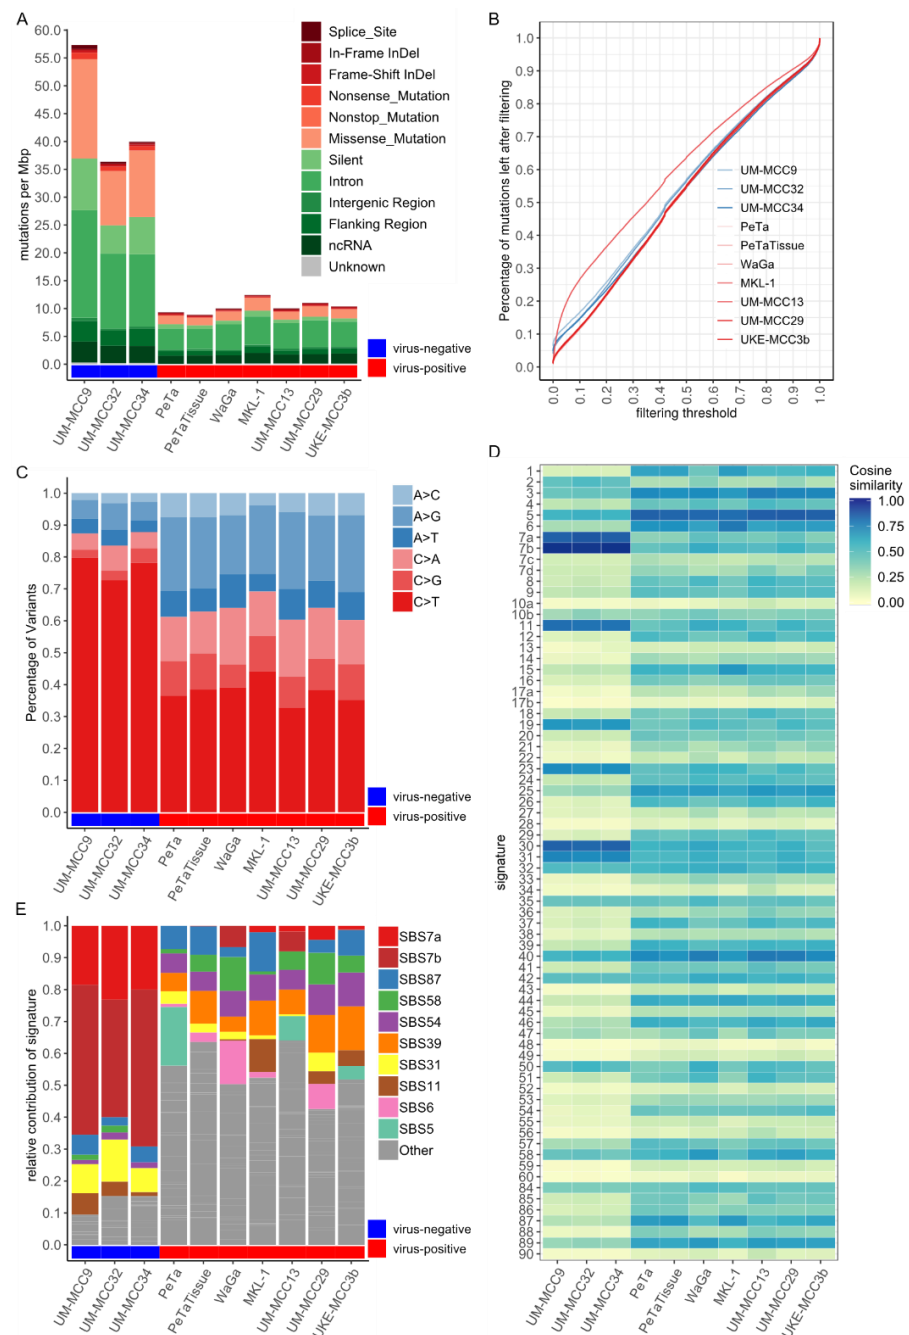 A
60.0
55.0
50.0
45.0
40.0
35.0
30.0
25.0
20.0
15.0
10.0
5.0
0.0
mutations per Mbp
Splice_Site
In-Frame InDel
Frame-Shift InDel
Nonsense_Mutation
Nonstop_Mutation
Missense_Mutation
Silent
Intron
Intergenic Region
Flanking Region
ncRNA
Unknown
virus-negative
virus-positive
UM-MCC9
UM-MCC32
UM-MCC34
PeTa
PeTaTissue
WaGa
MKL-1
UM-MCC13
UM-MCC29
UKE-MCC3b
B
1.0
0.9
0.8
0.7
0.6
0.5
0.4
0.3
0.2
0.1
0.0
Percentage of mutations left after filtering
UM-MCC9
UM-MCC32
UM-MCC34
PeTa
PeTaTissue
WaGa
MKL-1
UM-MCC13
UM-MCC29
UKE-MCC3b
0.0
0.1
0.2
0.3
0.4
0.5
0.6
0.7
0.8
0.9
1.0
filtering threshold
C
1.0
0.9
0.8
0.7
0.6
0.5
0.4
0.3
0.2
0.1
0.0
Percentage of Variants
A>C
A>G
A>T
C>A
C>G
C>T
virus-negative
virus-positive
UM-MCC9
UM-MCC32
UM-MCC34
PeTa
PeTaTissue
WaGa
MKL-1
UM-MCC13
UM-MCC29
UKE-MCC3b
D
1
2
3
4
5
6
7a
7b
7c
7d
8
9
10a
10b
11
12
13
14
15
16
17a
17b
18
19
20
21
22
23
24
25
26
27
28
29
30
31
32
33
34
35
36
37
38
39
40
41
42
43
44
45
46
47
48
49
50
51
52
53
54
55
56
57
58
59
60
84
85
86
87
88
89
90
signature
Cosine
similarity
1.00
0.75
0.50
0.25
0.00
UM-MCC9
UM-MCC32
UM-MCC34
PeTa
PeTaTissue
WaGa
MKL-1
UM-MCC13
UM-MCC29
UKE-MCC3b
E
1.0
0.9
0.8
0.7
0.6
0.5
0.4
0.3
0.2
0.1
0.0
relative contribution of signature
SBS7a
SBS7b
SBS87
SBS58
SBS54
SBS39
SBS31
SBS11
SBS6
SBS5
Other
virus-negative
virus-positive
UM-MCC9
UM-MCC32
UM-MCC34
PeTa
PeTaTissue
WaGa
MKL-1
UM-MCC13
UM-MCC29
UKE-MCC3b